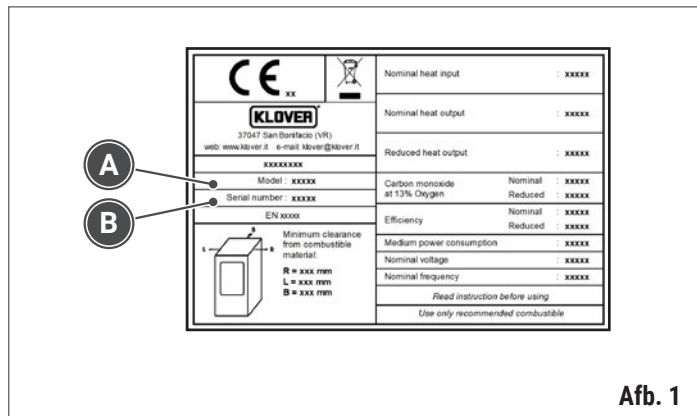 CE xx
KLOVER
37047 San Bonifacio (VR)
web: www.klover.it e-mail: klover@klover.it
xxxxxxxx
A
Model : xxxxx
B
Serial number : xxxxx
EN xxxxx
B
L
R
Minimum clearance
from combustible
material:
R = xxx mm
L = xxx mm
B = xxx mm
Nominal heat input : xxxxx
Nominal heat output : xxxxx
Reduced heat output : xxxxx
Carbon monoxide Nominal : xxxxx
at 13% Oxygen Reduced : xxxxx
Efficiency Nominal : xxxxx
Reduced : xxxxx
Medium power consumption : xxxxx
Nominal voltage : xxxxx
Nominal frequency : xxxxx
Read instruction before using
Use only recommended combustible
Afb. 1